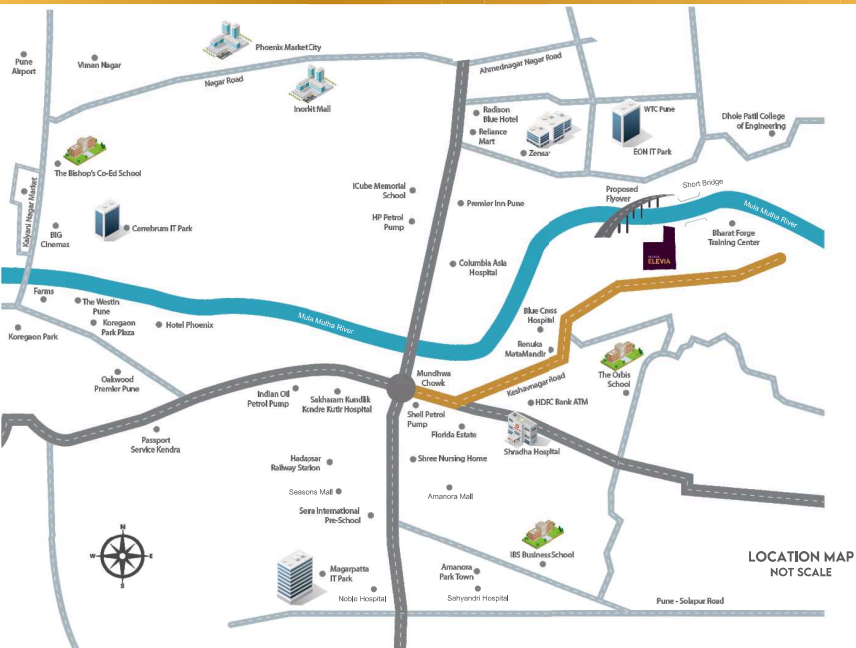 Phoenix MarketCity
Pune
Airport
Viman Nagar
Nagar Road
Ahmednagar Nagar Road
Inorkit Mall
Radison
Blue Hotel
Reliance
Mart
Zensar
WTC Pune
EON IT Park
Dhole Patil College
of Engineering
The Bishop's Co-Ed School
Kalyani Nagar Market
ICube Memorial
School
HP Petrol
Pump
Premier Inn Pune
Proposed
Flyover
Short Bridge
Mula Mutha River
BIG
Cinemas
Cerrebrum IT Park
Bharat Forge
Training Center
ELEVIA
Columbia Asia
Hospital
Farms
The Westin
Pune
Koregaon Park
Koregaon
Park Plaza
Hotel Phoenix
Mula Mutha River
Blue Cross
Hospital
Renuka
MataMandir
Oakwood
Premier Pune
Indian Oil
Petrol Pump
Sakharam Kundlik
Kondre Kutir Hospital
Mundhwa
Chowk
Keshavnagar Road
The Orbis
School
HDFC Bank ATM
Shell Petrol
Pump
Florida Estate
Passport
Service Kendra
Shradha Hospital
Hadapsar
Railway Station
Shree Nursing Home
Seasons Mall
Amanora Mall
Serra International
Pre-School
N
W
E
S
IBS Business School
LOCATION MAP
NOT SCALE
Magarpatta
IT Park
Amanora
Park Town
Noble Hospital
Sahyandri Hospital
Pune - Solapur Road